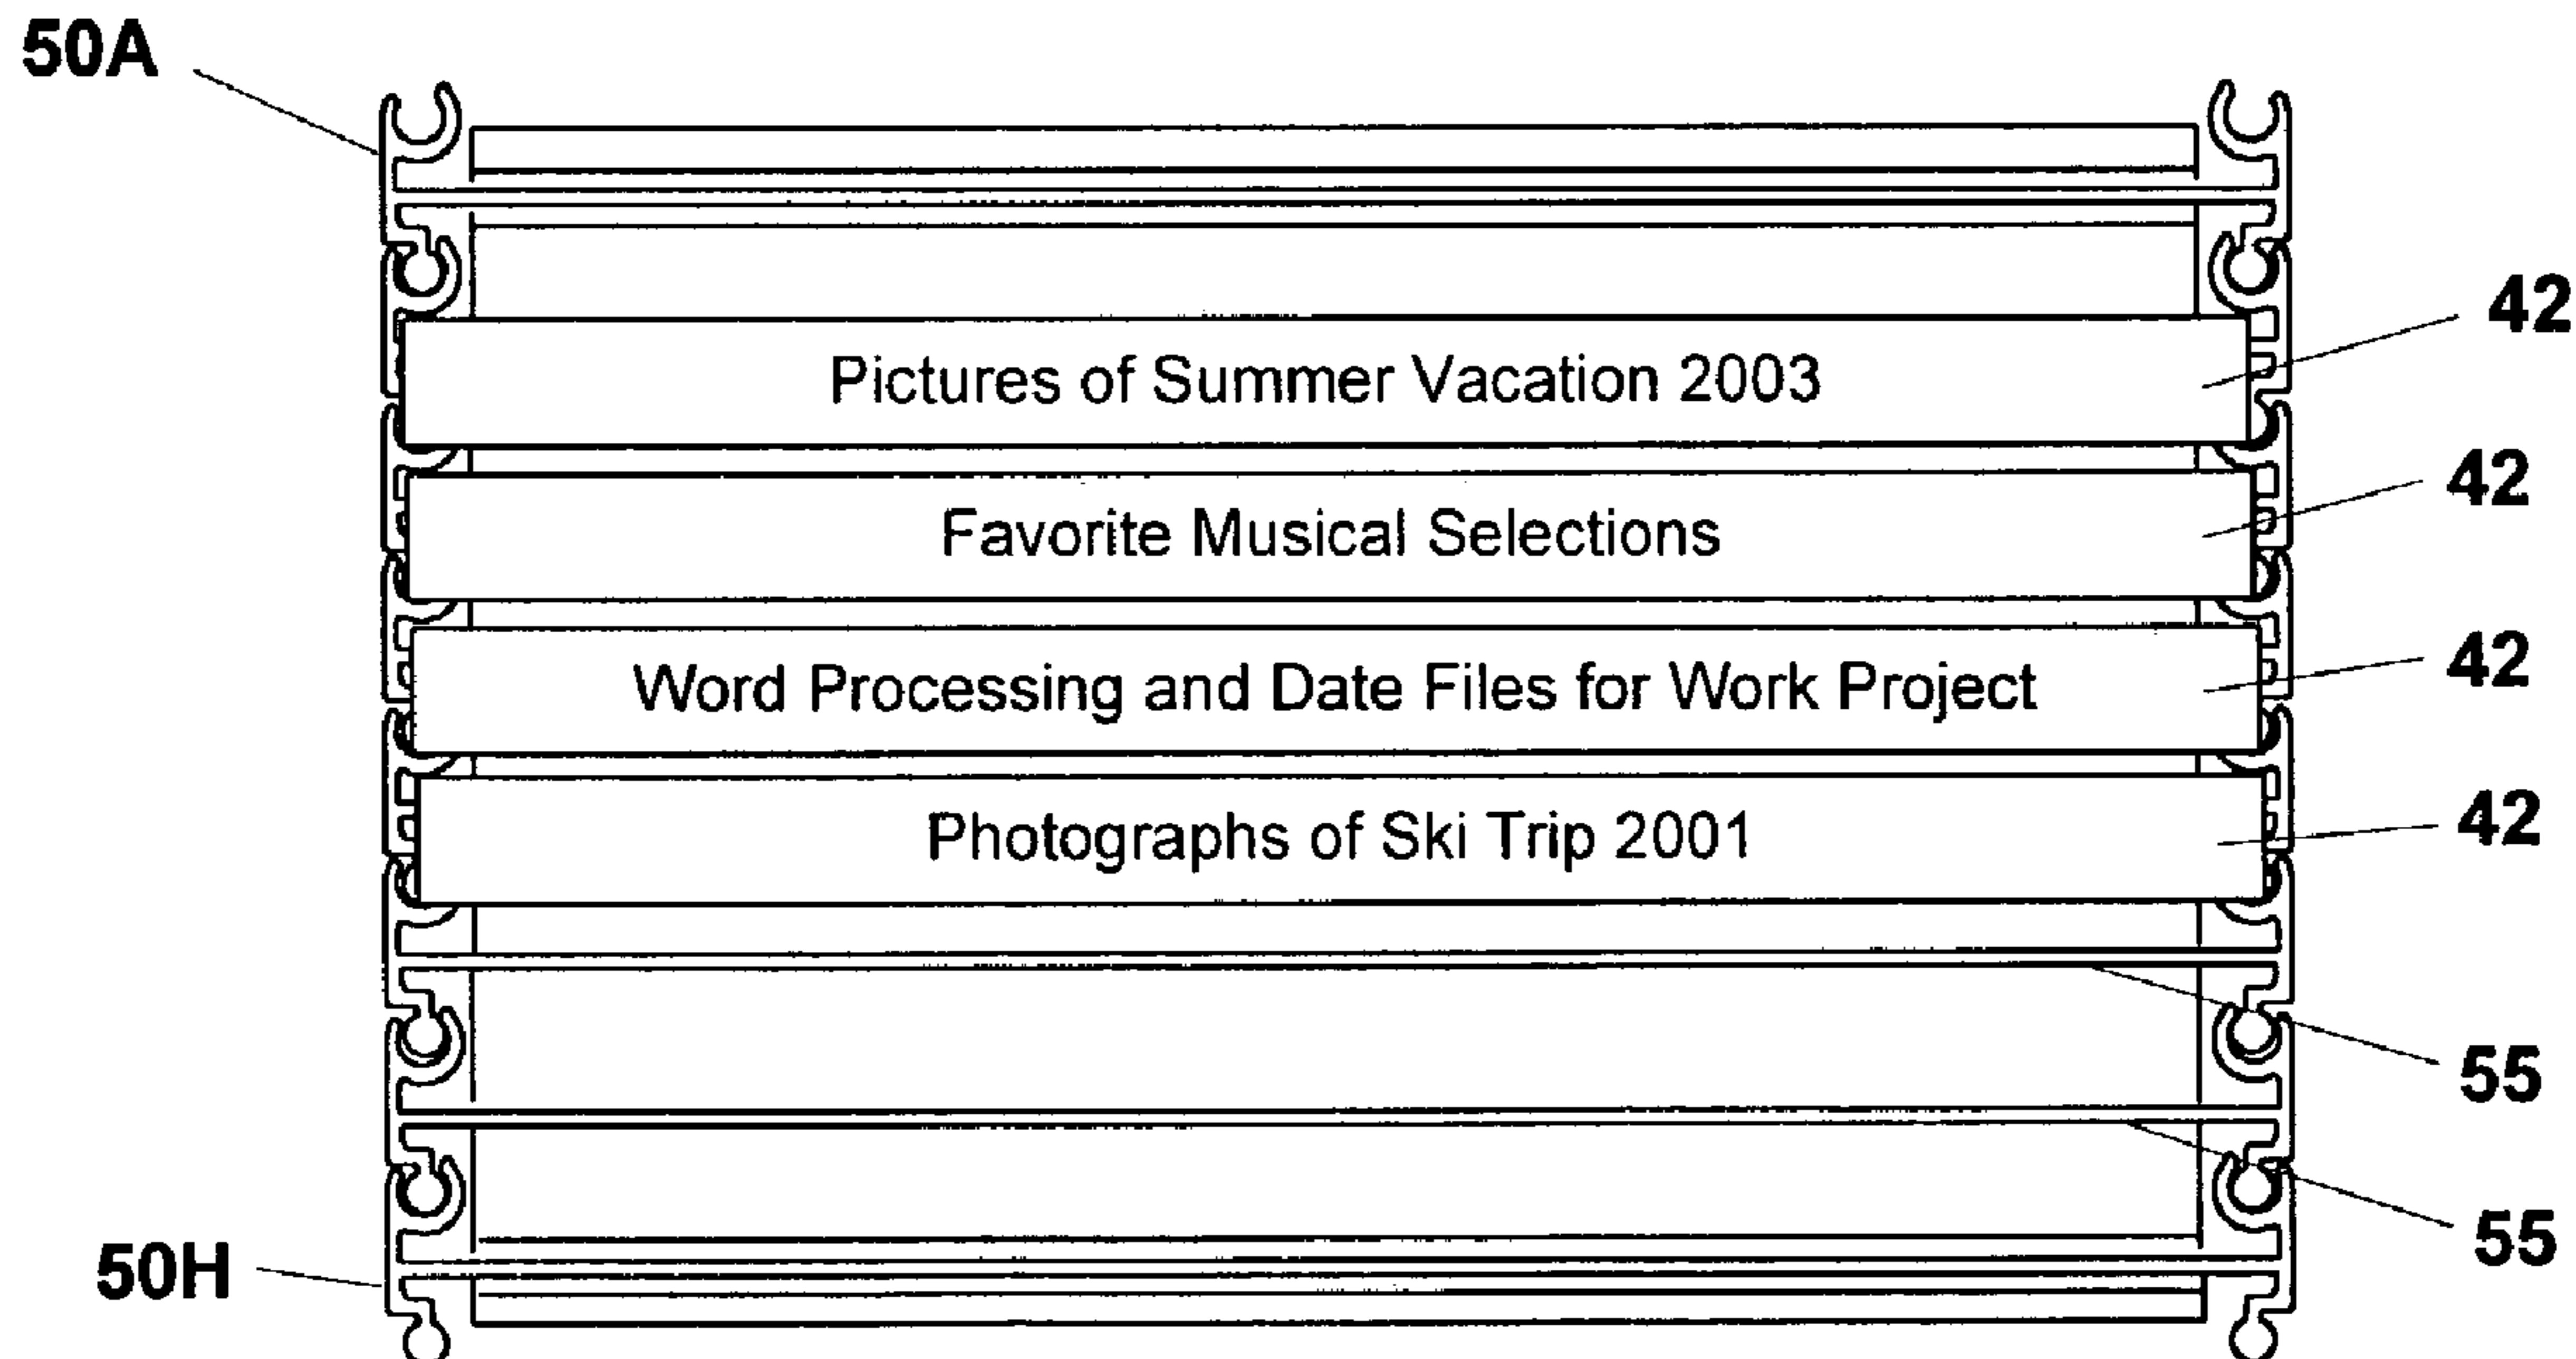 50A
42
Pictures of Summer Vacation 2003
42
Favorite Musical Selections
42
Word Processing and Date Files for Work Project
42
Photographs of Ski Trip 2001
55
55
50H